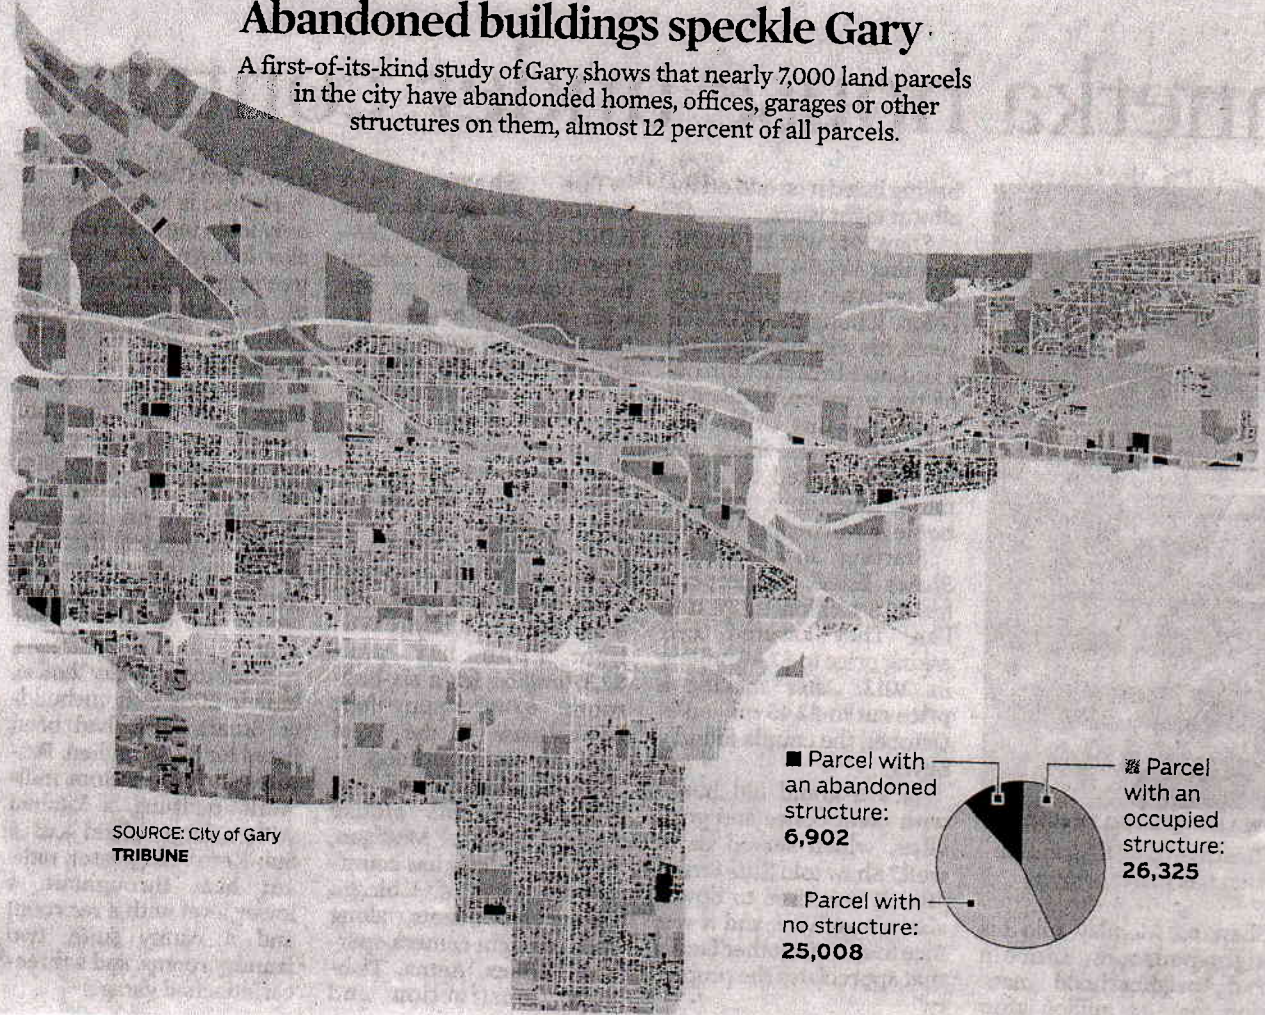 Abandoned buildings speckle Gary
A first-of-its-kind study of Gary shows that nearly 7,000 land parcels
in the city have abandonded homes, offices, garages or other
structures on them, almost 12 percent of all parcels.
Parcel with
an abandoned
structure:
6,902
Parcel
with an
occupied
structure:
26,325
Parcel with
no structure:
25,008
SOURCE: City of Gary
TRIBUNE